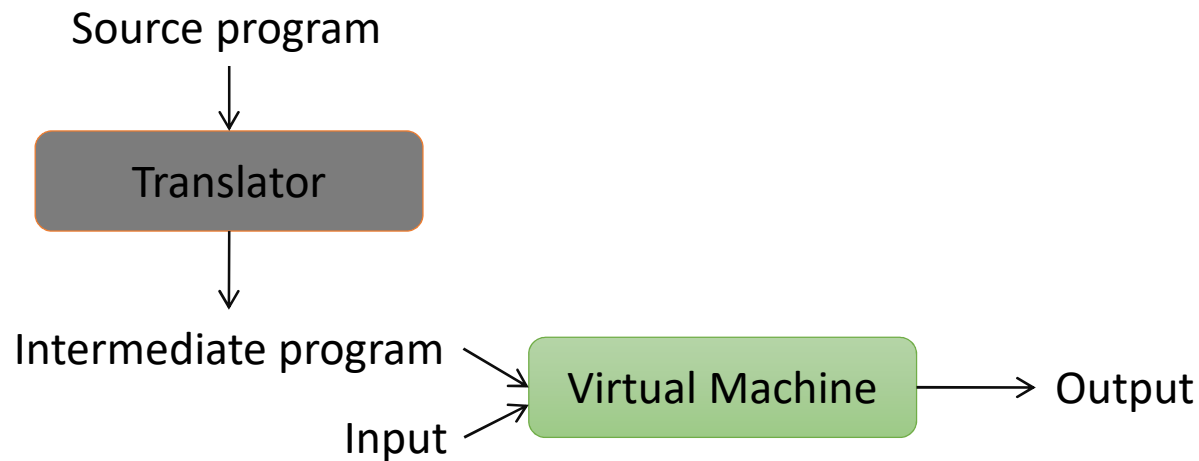 Source program
Translator
Intermediate program
Virtual Machine
Output
Input